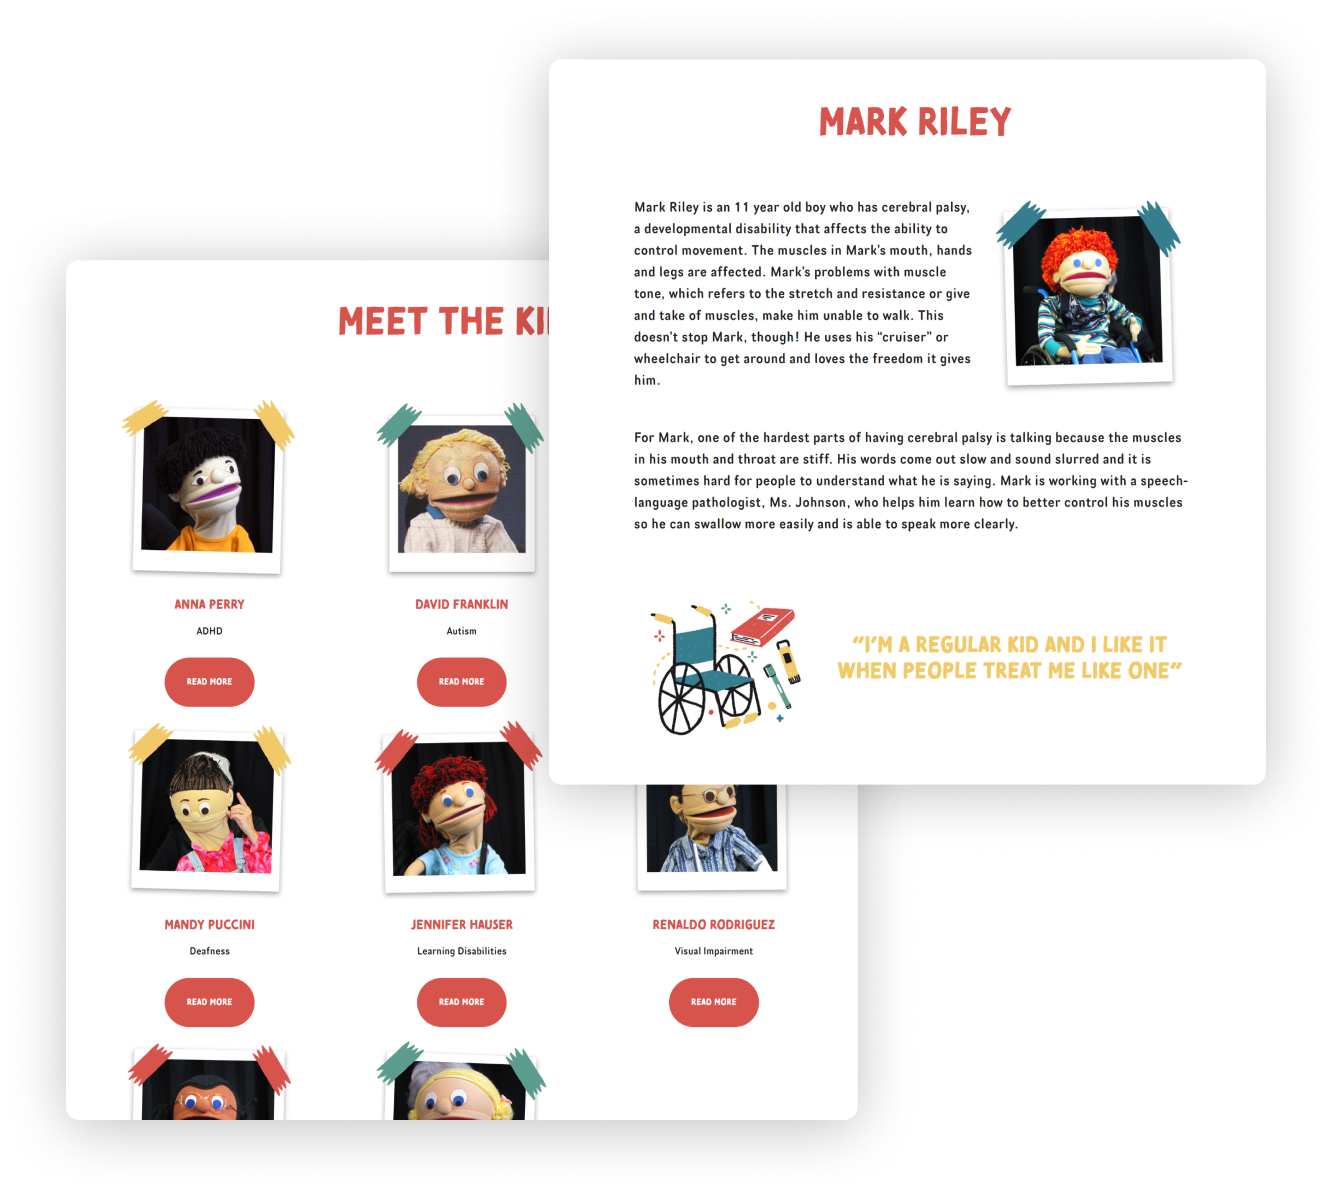 MARK RILEY
Mark Riley is an 11 year old boy who has cerebral palsy,
a developmental disability that affects the ability to
control movement. The muscles in Mark's mouth, hands
and legs are affected. Mark's problems with muscle
tone, which refers to the stretch and resistance or give
and take of muscles, make him unable to walk. This
doesn't stop Mark, though! He uses his “cruiser” or
wheelchair to get around and loves the freedom it gives
him.
For Mark, one of the hardest parts of having cerebral palsy is talking because the muscles
in his mouth and throat are stiff. His words come out slow and sound slurred and it is
sometimes hard for people to understand what he is saying. Mark is working with a speech-
language pathologist, Ms. Johnson, who helps him learn how to better control his muscles
so he can swallow more easily and is able to speak more clearly.
“I'M A REGULAR KID AND I LIKE IT
WHEN PEOPLE TREAT ME LIKE ONE”
MEET THE
ANNA PERRY
ADHD
READ MORE
DAVID FRANKLIN
Autism
READ MORE
MANDY PUCCINI
Deafness
READ MORE
JENNIFER HAUSER
Learning Disabilities
READ MORE
RENALDO RODRIGUEZ
Visual Impairment
READ MORE